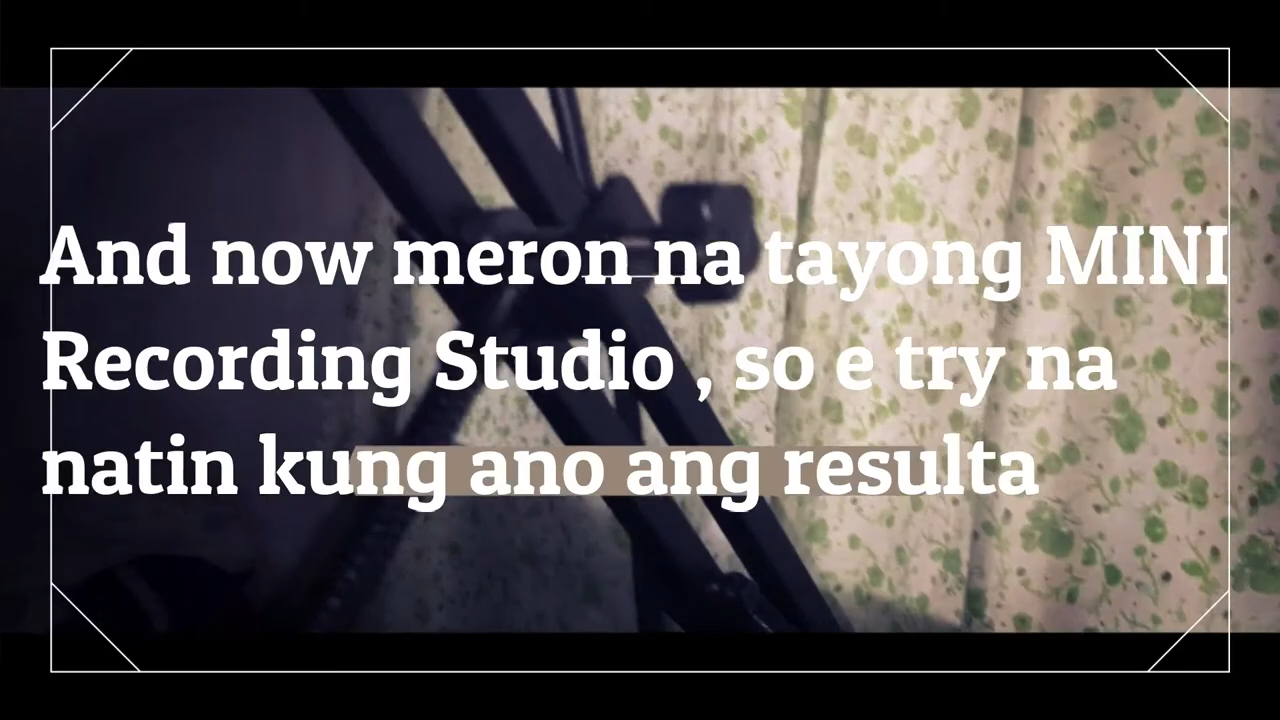 And now meron na tayong MINI
Recording Studio , so e try na
natin kung ano ang resulta